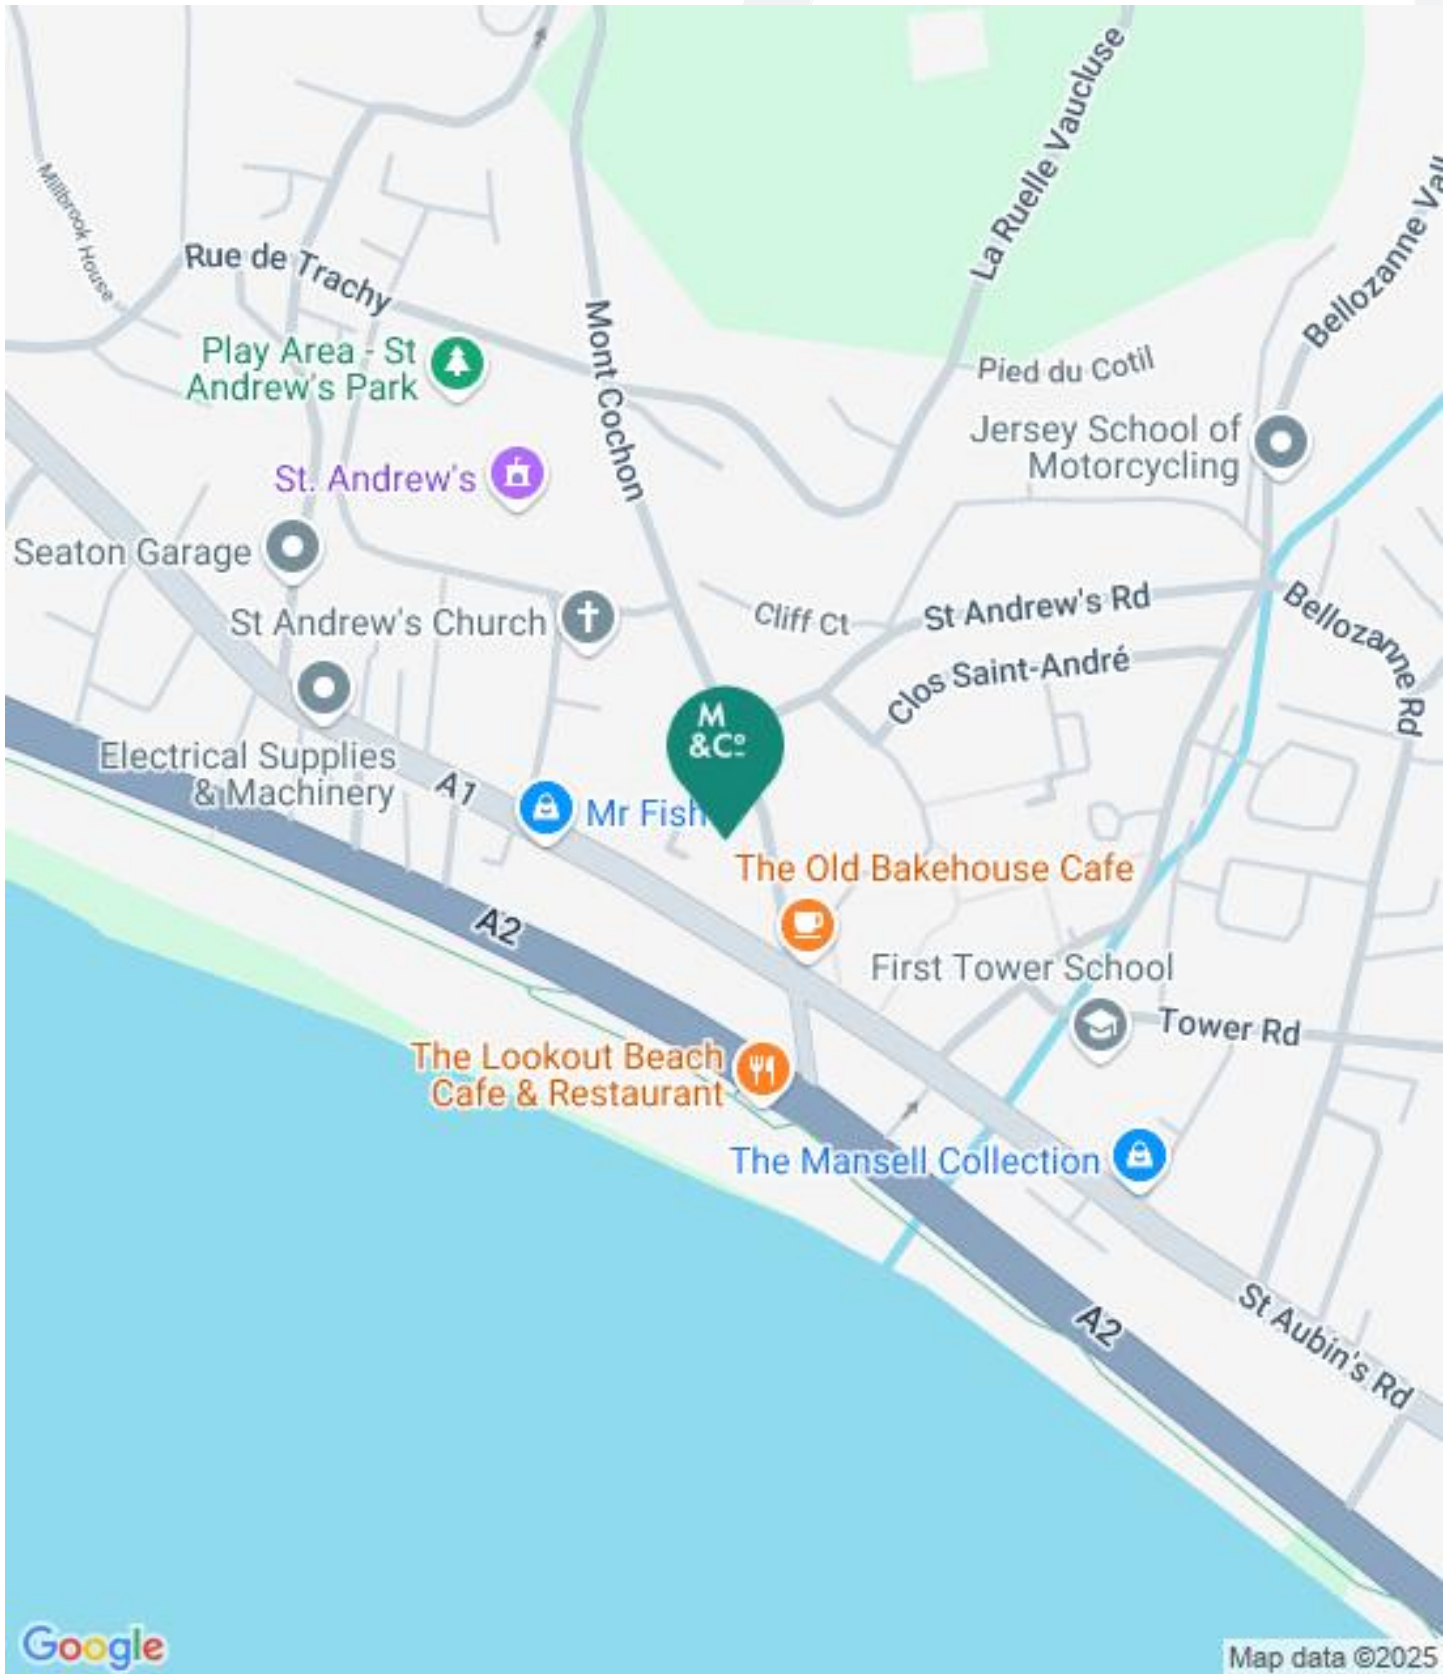 La Ruelle Vaucluse
Millbrook House
Rue de Trachy
Bellozanne Vall
Mont Cochon
Play Area - St
Andrew's Park
Pied du Cotil
Jersey School of
Motorcycling
St. Andrew's
Seaton Garage
St Andrew's Church
Cliff Ct
St Andrew's Rd
Bellozanne Rd
Clos Saint-André
M
&Cº
Electrical Supplies
& Machinery
A1
Mr Fish
The Old Bakehouse Cafe
A2
First Tower School
Tower Rd
The Lookout Beach
Cafe & Restaurant
The Mansell Collection
A2
St Aubin's Rd
Google
Map data ©2025